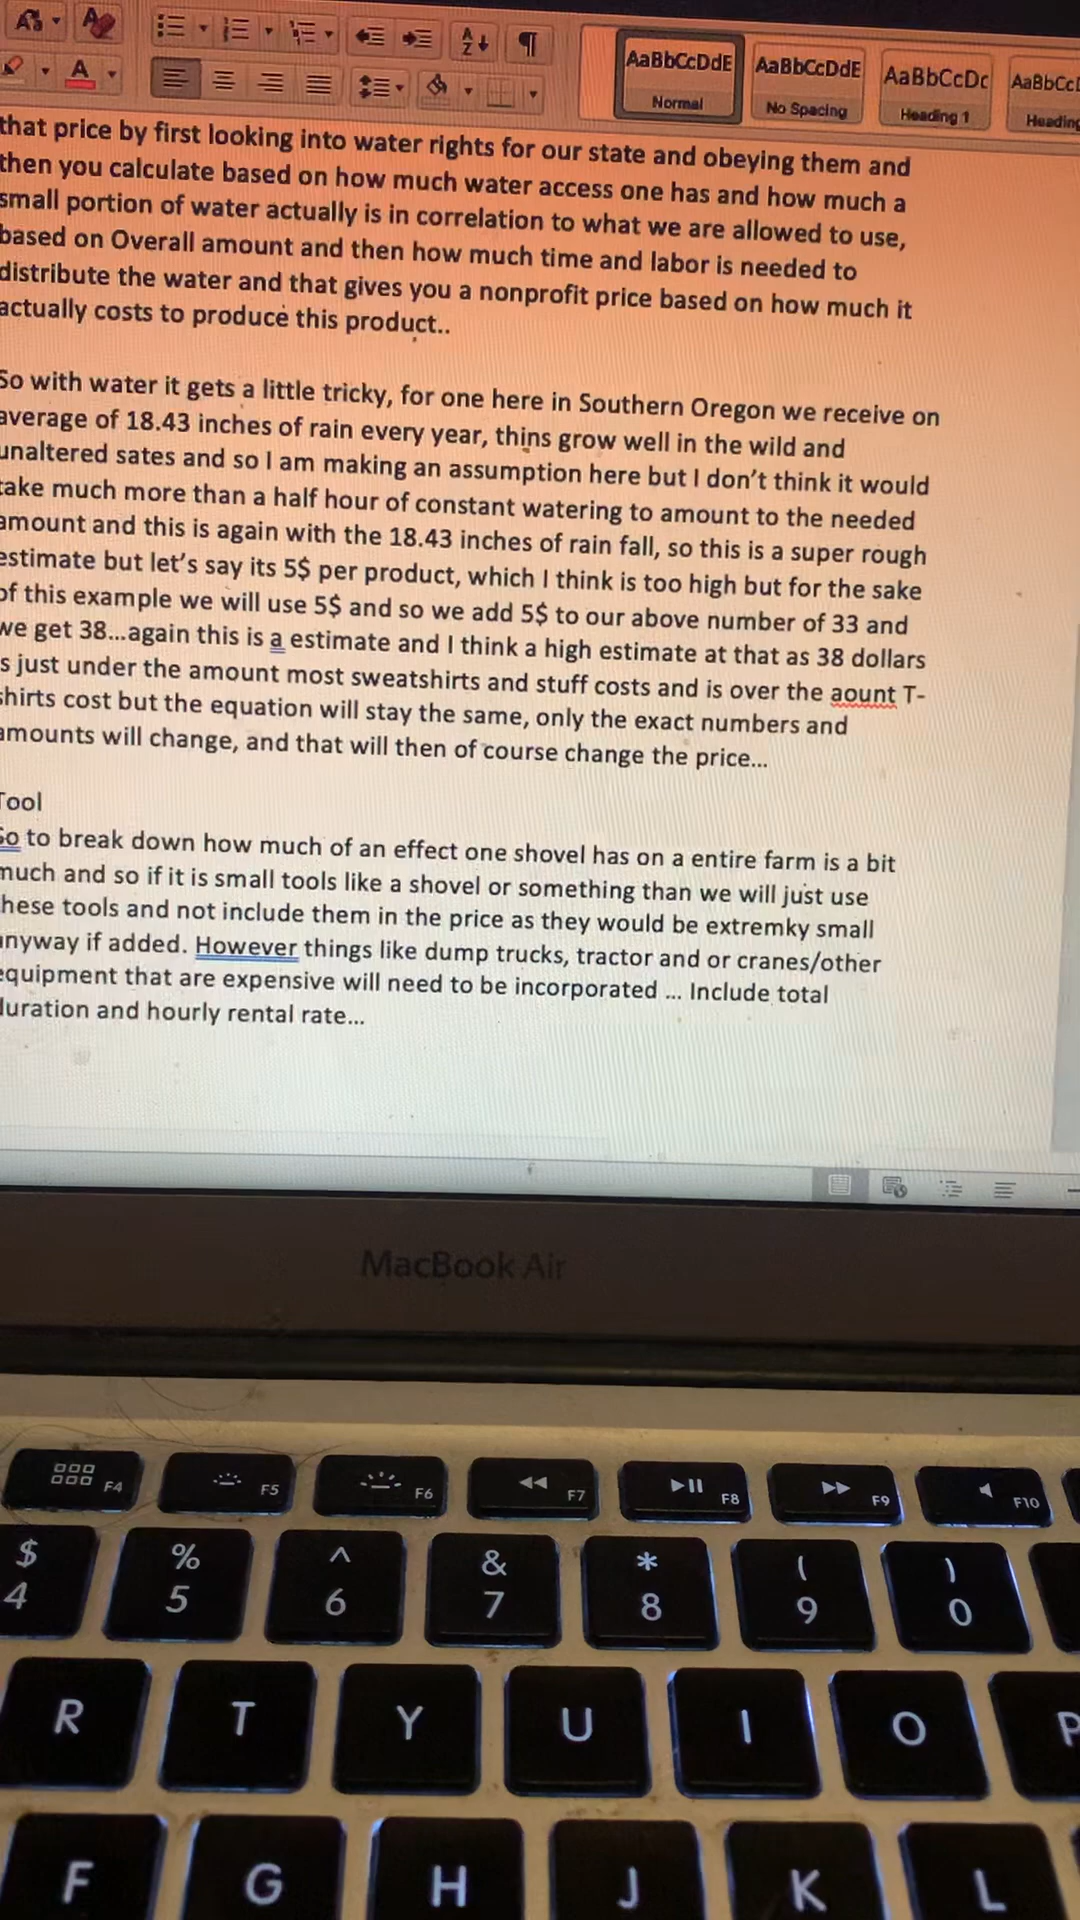 AaBbCcDdE AaBbCcDdE AaBbCcDc
Normal No Spacing Heading 1
that price by first looking into water rights for our state and obeying them and
then you calculate based on how much water access one has and how much a
small portion of water actually is in correlation to what we are allowed to use,
based on Overall amount and then how much time and labor is needed to
distribute the water and that gives you a nonprofit price based on how much it
actually costs to produce this product..
So with water it gets a little tricky, for one here in Southern Oregon we receive on
average of 18.43 inches of rain every year, thins grow well in the wild and
unaltered sates and so I am making an assumption here but I don't think it would
take much more than a half hour of constant watering to amount to the needed
amount and this is again with the 18.43 inches of rain fall, so this is a super rough
estimate but let's say its 5$ per product, which I think is too high but for the sake
of this example we will use 5$ and so we add 5$ to our above number of 33 and
we get 38...again this is a estimate and I think a high estimate at that as 38 dollars
s just under the amount most sweatshirts and stuff costs and is over the aount T-
shirts cost but the equation will stay the same, only the exact numbers and
amounts will change, and that will then of course change the price...
Tool
So to break down how much of an effect one shovel has on a entire farm is a bit
much and so if it is small tools like a shovel or something than we will just use
hese tools and not include them in the price as they would be extremky small
anyway if added. However things like dump trucks, tractor and or cranes/other
equipment that are expensive will need to be incorporated ... Include total
duration and hourly rental rate...
MacBook Air
F4 F5 F6 F7 F8 F9 F10
$ % ^ & * ( )
4 5 6 7 8 9 0
R T Y U I O P
F G H J K L